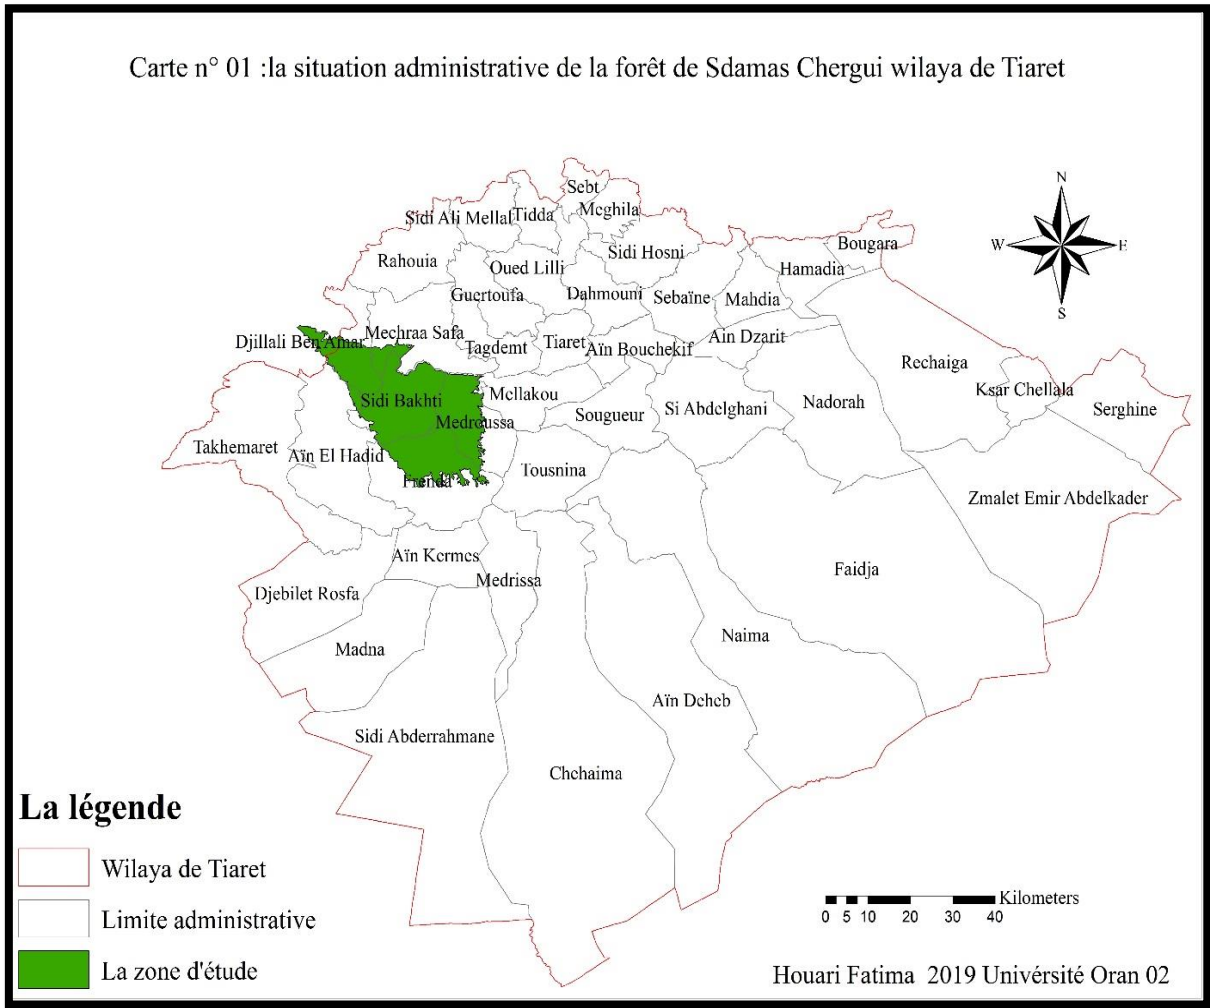 Carte n° 01 :la situation administrative de la forêt de Sdamas Chergui wilaya de Tiaret
N
W E
S
Sebt
Meghila
Sidi Ali Mellal
Tidda
Sidi Hosni
Bougara
Rahouia
Oued Lilli
Hamadia
Guertoufa
Dahmouni
Sebaïne
Mahdia
Djillali Ben Amar
Mechraa Safa
Tagdemt
Tiaret
Aïn Bouchekif
Ain Dzarit
Rechaiga
Ksar Chellala
Serghine
Sidi Bakhti
Mellakou
Medroussa
Sougueur
Si Abdelghani
Nadorah
Takhemaret
Aïn El Hadid
Frenda
Tousnina
Zmalet Emir Abdelkader
Aïn Kermes
Medrissa
Faidja
Djebilet Rosfa
Madna
Naima
Aïn Deheb
Sidi Abderrahmane
Chehaima
La légende
Wilaya de Tiaret
Limite administrative
La zone d'étude
Kilometers
0 5 10 20 30 40
Houari Fatima 2019 Univérsité Oran 02